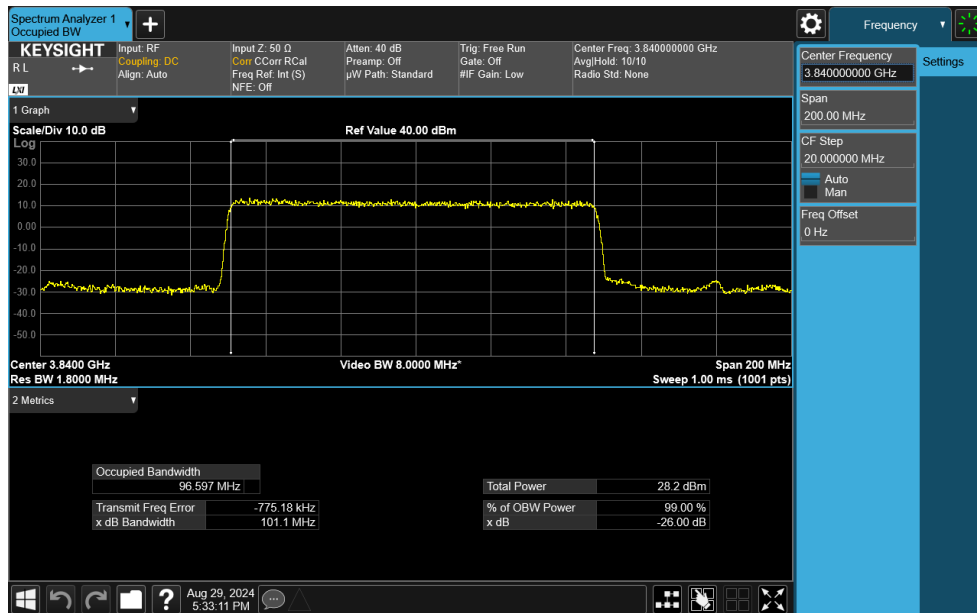 Spectrum Analyzer 1
Occupied BW
Frequency
KEYSIGHT
R L
LXI
Input: RF
Coupling: DC
Align: Auto
Input Z: 50 Ω
Corr CCorr RCal
Freq Ref: Int (S)
NFE: Off
Atten: 40 dB
Preamp: Off
µW Path: Standard
Trig: Free Run
Gate: Off
#IF Gain: Low
Center Freq: 3.840000000 GHz
Avg|Hold: 10/10
Radio Std: None
Center Frequency
3.840000000 GHz
Settings
Span
200.00 MHz
CF Step
20.000000 MHz
Auto
Man
Freq Offset
0 Hz
1 Graph
Scale/Div 10.0 dB
Ref Value 40.00 dBm
Log
30.0
20.0
10.0
0.00
-10.0
-20.0
-30.0
-40.0
-50.0
Center 3.8400 GHz
Video BW 8.0000 MHz*
Span 200 MHz
Res BW 1.8000 MHz
Sweep 1.00 ms (1001 pts)
2 Metrics
Occupied Bandwidth
96.597 MHz
Transmit Freq Error -775.18 kHz
x dB Bandwidth 101.1 MHz
Total Power 28.2 dBm
% of OBW Power 99.00 %
x dB -26.00 dB
?
Aug 29, 2024
5:33:11 PM